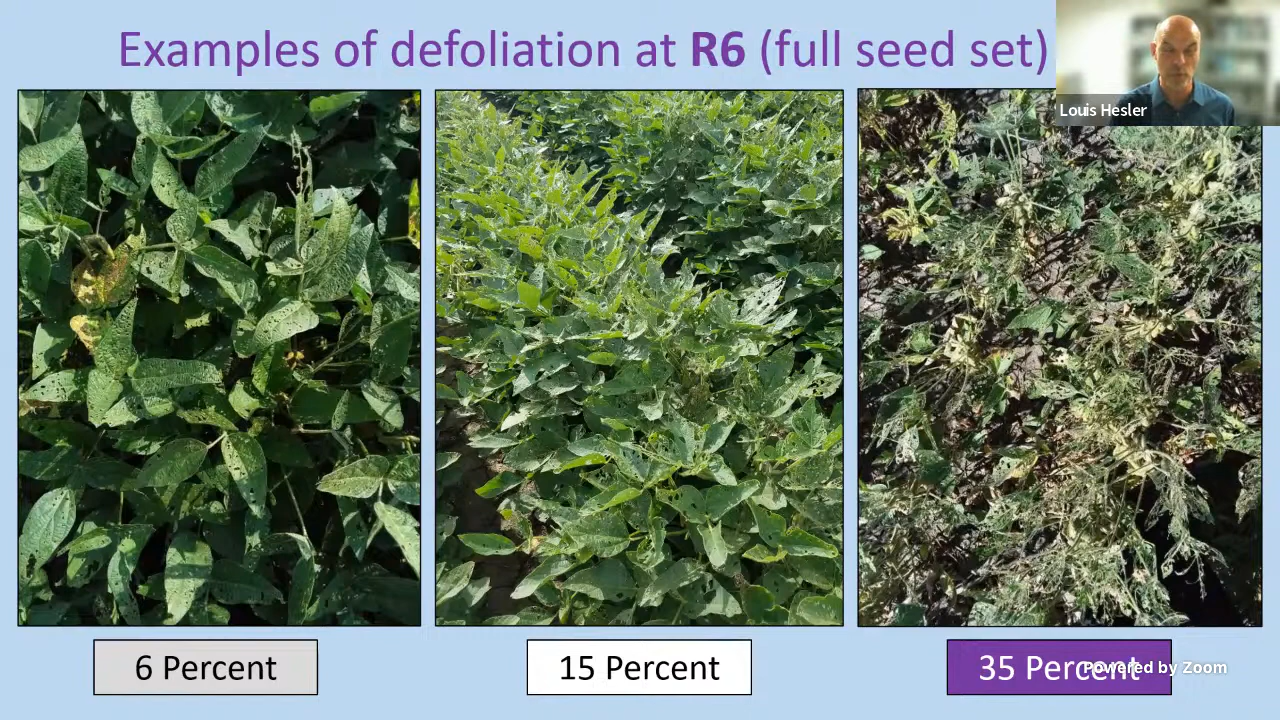 Examples of defoliation at R6 (full seed set)
Louis Hesler
6 Percent
15 Percent
35 Percent
Powered by Zoom